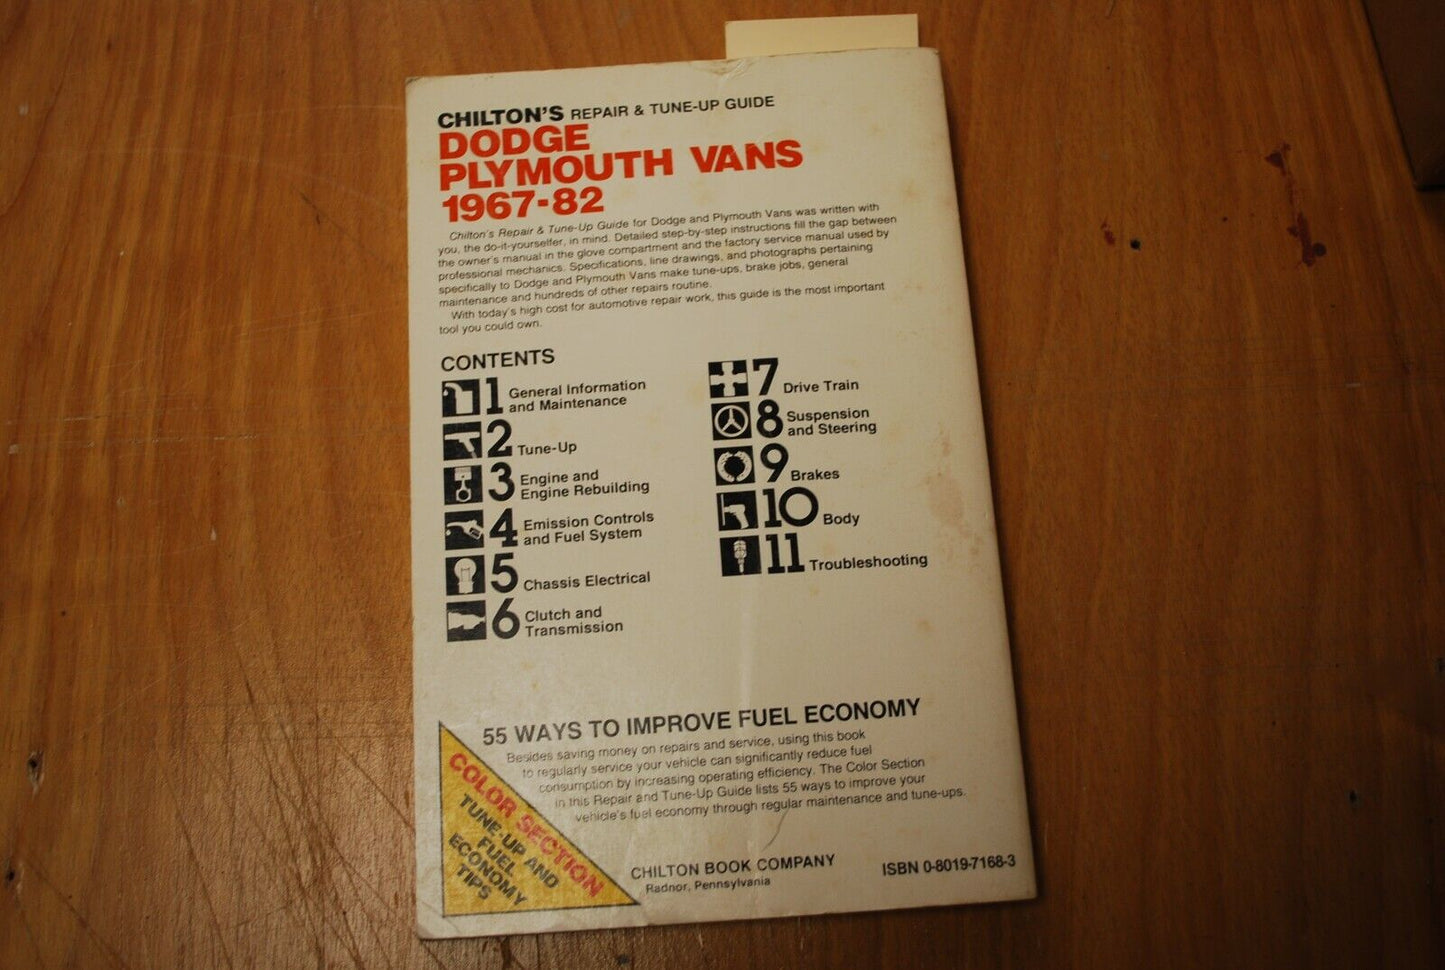 CHILTON'S REPAIR & TUNE-UP GUIDE
DODGE
PLYMOUTH VANS
1967-82
Chilton's Repair & Tune-Up Guide for Dodge and Plymouth Vans was written with
you, the do-it-yourselfer, in mind. Detailed step-by-step instructions fill the gap between
the owner's manual in the glove compartment and the factory service manual used by
professional mechanics. Specifications, line drawings, and photographs pertaining
specifically to Dodge and Plymouth Vans make tune-ups, brake jobs, general
maintenance and hundreds of other repairs routine.
With today's high cost for automotive repair work, this guide is the most important
tool you could own.
CONTENTS
1 General Information
and Maintenance
2 Tune-Up
3 Engine and
Engine Rebuilding
4 Emission Controls
and Fuel System
5 Chassis Electrical
6 Clutch and
Transmission
7 Drive Train
8 Suspension
and Steering
9 Brakes
10 Body
11 Troubleshooting
55 WAYS TO IMPROVE FUEL ECONOMY
Besides saving money on repairs and service, using this book
to regularly service your vehicle can significantly reduce fuel
consumption by increasing operating efficiency. The Color Section
in this Repair and Tune-Up Guide lists 55 ways to improve your
vehicle's fuel economy through regular maintenance and tune-ups.
COLOR SECTION
TUNE-UP AND
FUEL
ECONOMY
TIPS
CHILTON BOOK COMPANY
Radnor, Pennsylvania
ISBN 0-8019-7168-3